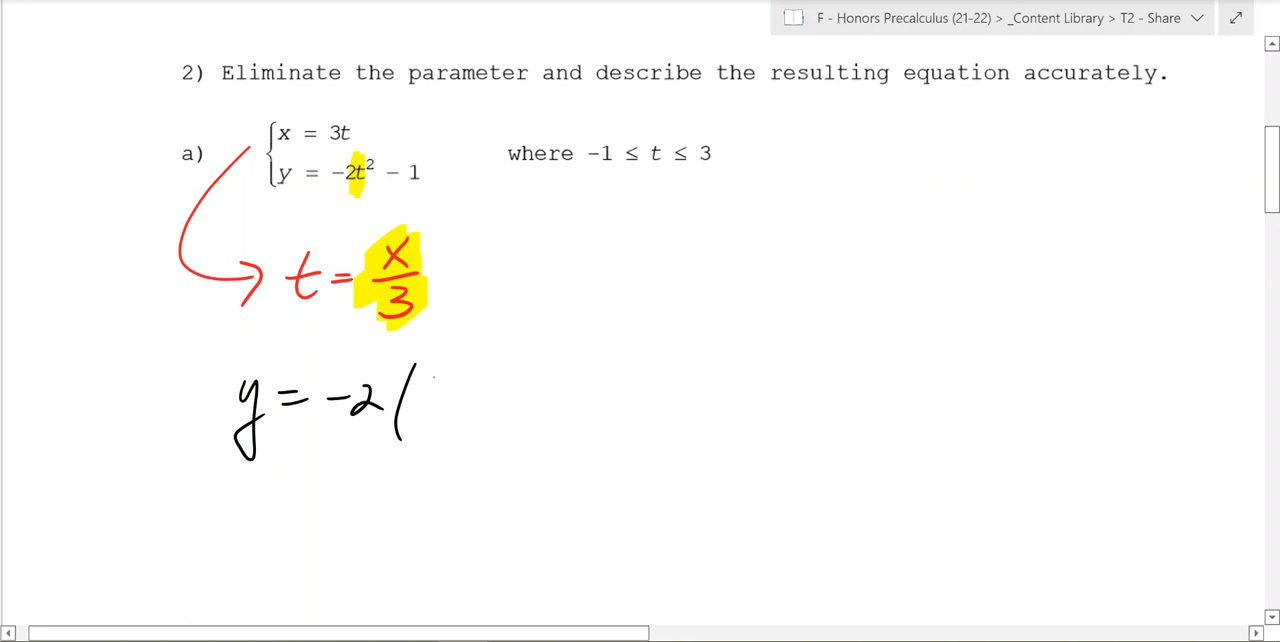 F - Honors Precalculus (21-22) > _Content Library > T2 - Share
2) Eliminate the parameter and describe the resulting equation accurately.
a) { x = 3t
y = -2t² - 1
where -1 ≤ t ≤ 3
t = x/3
y = -2(